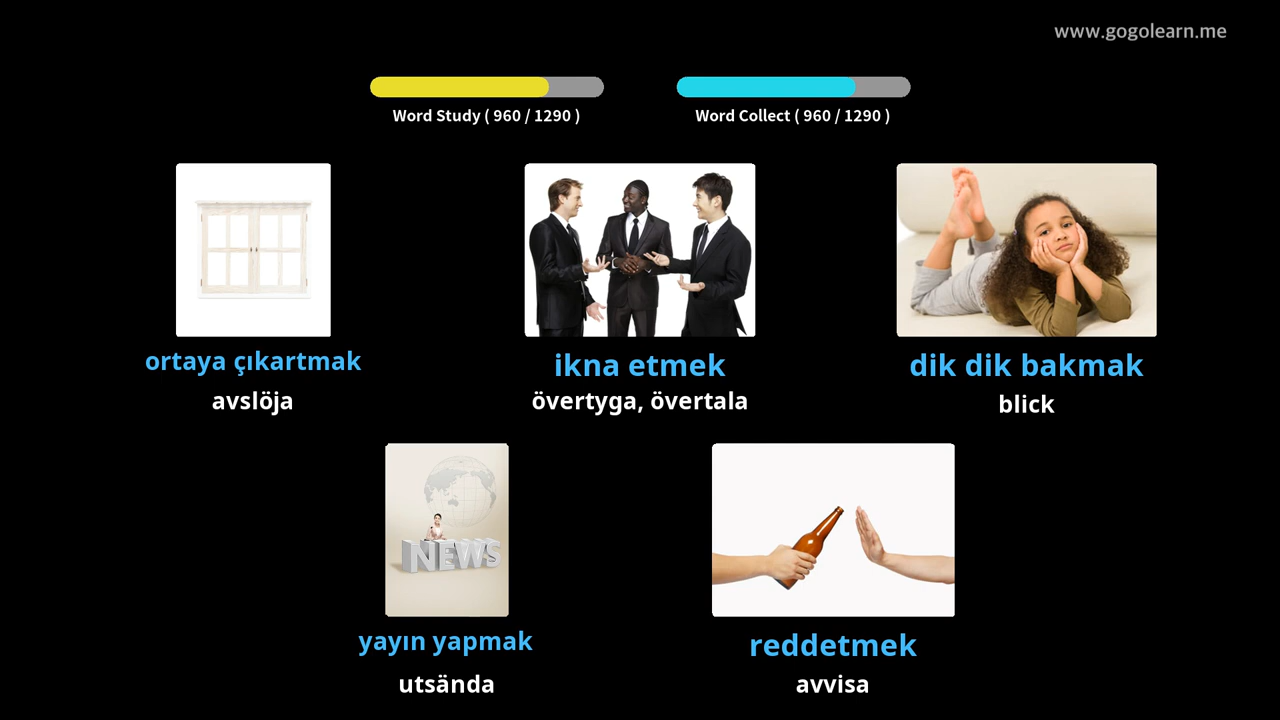 www.gogolearn.me
Word Study ( 960 / 1290 )
Word Collect ( 960 / 1290 )
ortaya çıkartmak
avslöja
ikna etmek
övertyga, övertala
dik dik bakmak
blick
NEWS
yayın yapmak
utsända
reddetmek
avvisa